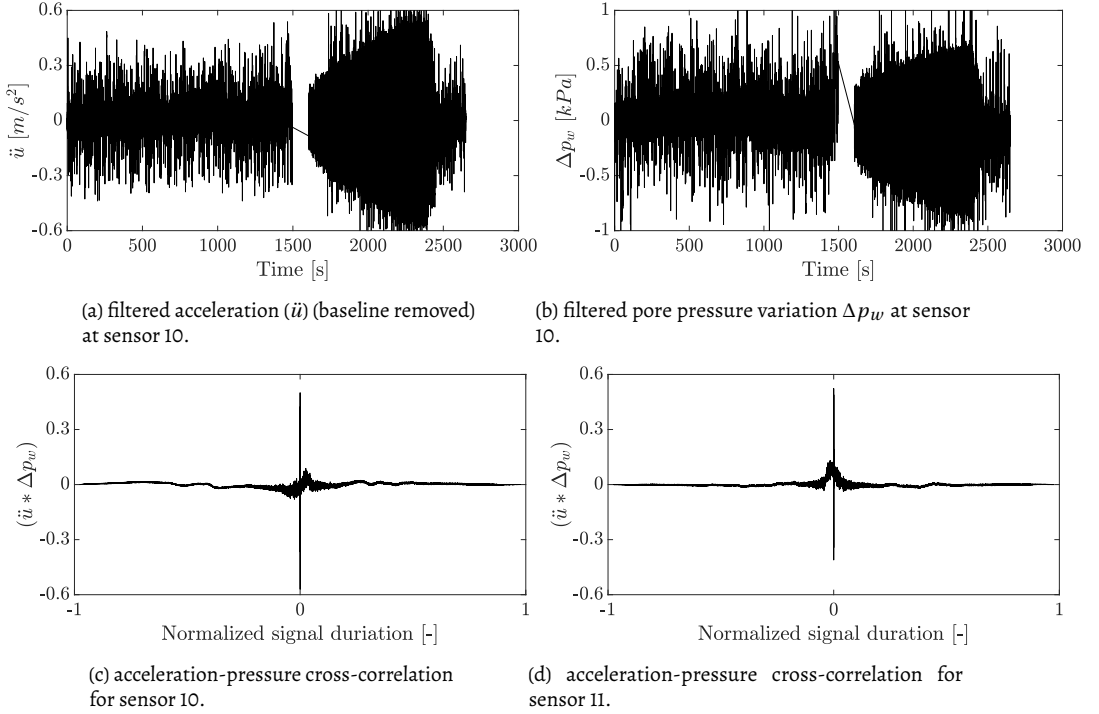 0.6
0.3
0
-0.3
-0.6
ü [m/s²]
0 500 1000 1500 2000 2500 3000
Time [s]
(a) filtered acceleration (ü) (baseline removed)
at sensor 10.
1
0.5
0
-0.5
-1
Δp_w [kPa]
0 500 1000 1500 2000 2500 3000
Time [s]
(b) filtered pore pressure variation Δp_w at sensor
10.
0.6
0.3
0
-0.3
-0.6
(ü * Δp_w)
-1 0 1
Normalized signal duriation [-]
(c) acceleration-pressure cross-correlation
for sensor 10.
0.6
0.3
0
-0.3
-0.6
(ü * Δp_w)
-1 0 1
Normalized signal duriation [-]
(d) acceleration-pressure cross-correlation for
sensor 11.